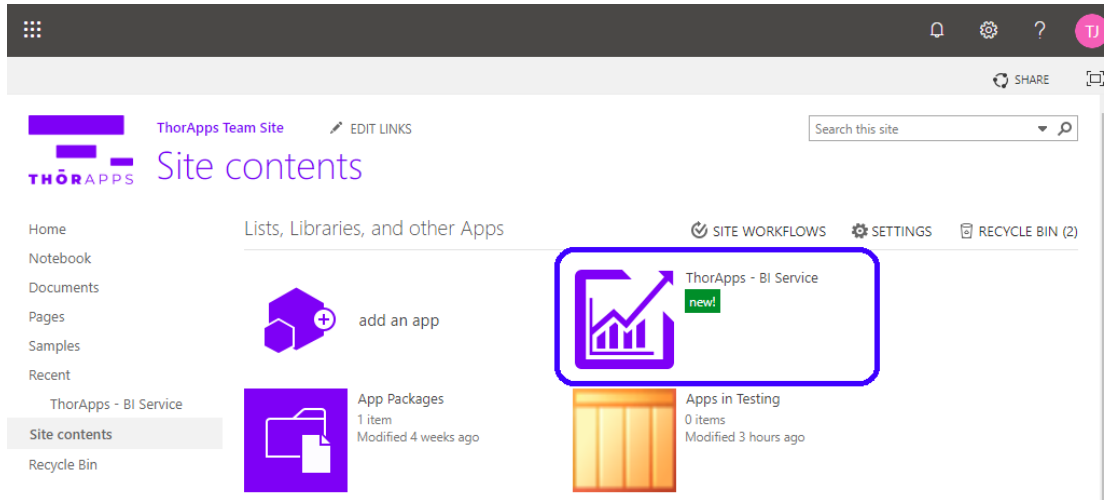 TJ
SHARE
ThorApps Team Site
EDIT LINKS
Search this site
THŌRAPPS
Site contents
Home
Notebook
Documents
Pages
Samples
Recent
ThorApps - BI Service
Site contents
Recycle Bin
Lists, Libraries, and other Apps
SITE WORKFLOWS
SETTINGS
RECYCLE BIN (2)
add an app
ThorApps - BI Service
new!
App Packages
1 item
Modified 4 weeks ago
Apps in Testing
0 items
Modified 3 hours ago